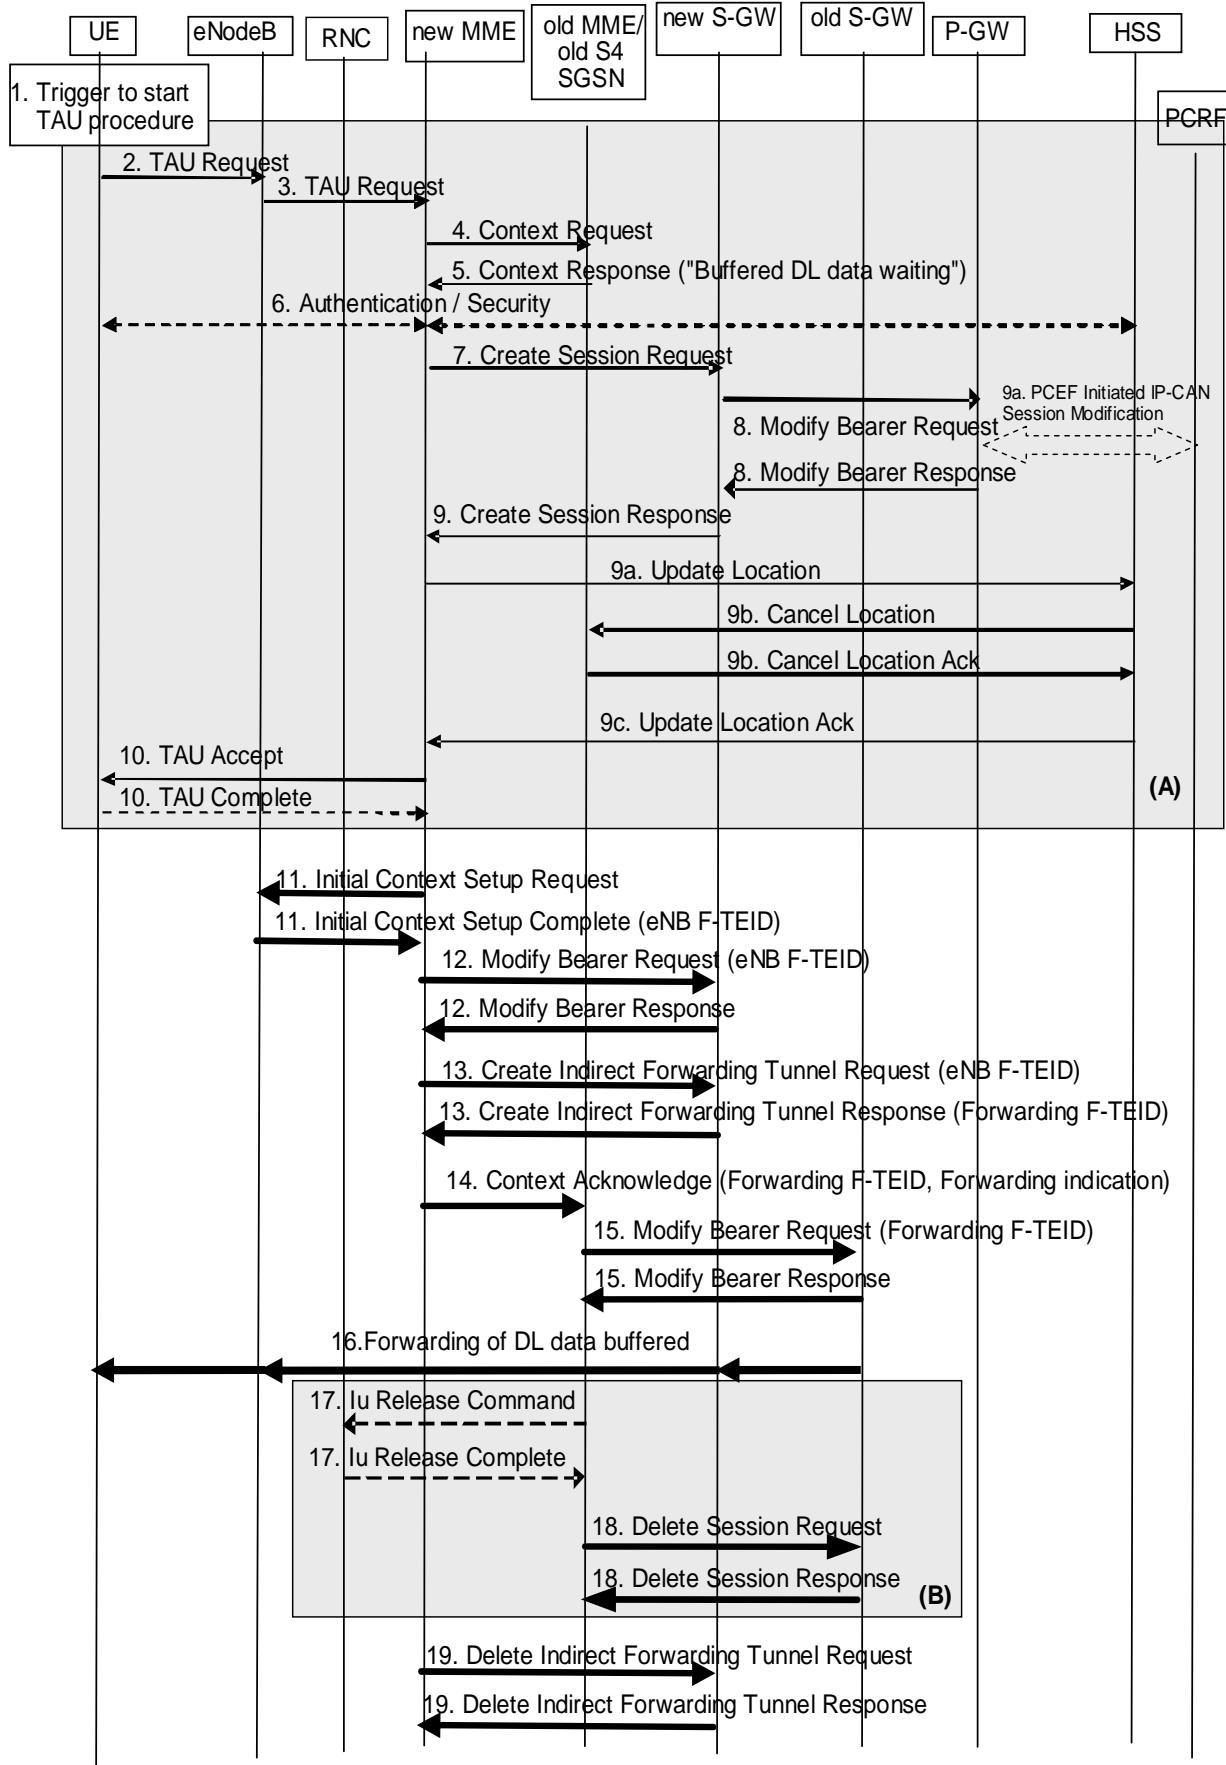 UE
eNodeB
RNC
new MME
old MME/
old S4
SGSN
new S-GW
old S-GW
P-GW
HSS
PCRF
1. Trigger to start
TAU procedure
2. TAU Request
3. TAU Request
4. Context Request
5. Context Response ("Buffered DL data waiting")
6. Authentication / Security
7. Create Session Request
9a. PCEF Initiated IP-CAN
Session Modification
8. Modify Bearer Request
8. Modify Bearer Response
9. Create Session Response
9a. Update Location
9b. Cancel Location
9b. Cancel Location Ack
9c. Update Location Ack
10. TAU Accept
10. TAU Complete
(A)
11. Initial Context Setup Request
11. Initial Context Setup Complete (eNB F-TEID)
12. Modify Bearer Request (eNB F-TEID)
12. Modify Bearer Response
13. Create Indirect Forwarding Tunnel Request (eNB F-TEID)
13. Create Indirect Forwarding Tunnel Response (Forwarding F-TEID)
14. Context Acknowledge (Forwarding F-TEID, Forwarding indication)
15. Modify Bearer Request (Forwarding F-TEID)
15. Modify Bearer Response
16.Forwarding of DL data buffered
17. Iu Release Command
17. Iu Release Complete
18. Delete Session Request
18. Delete Session Response
(B)
19. Delete Indirect Forwarding Tunnel Request
19. Delete Indirect Forwarding Tunnel Response